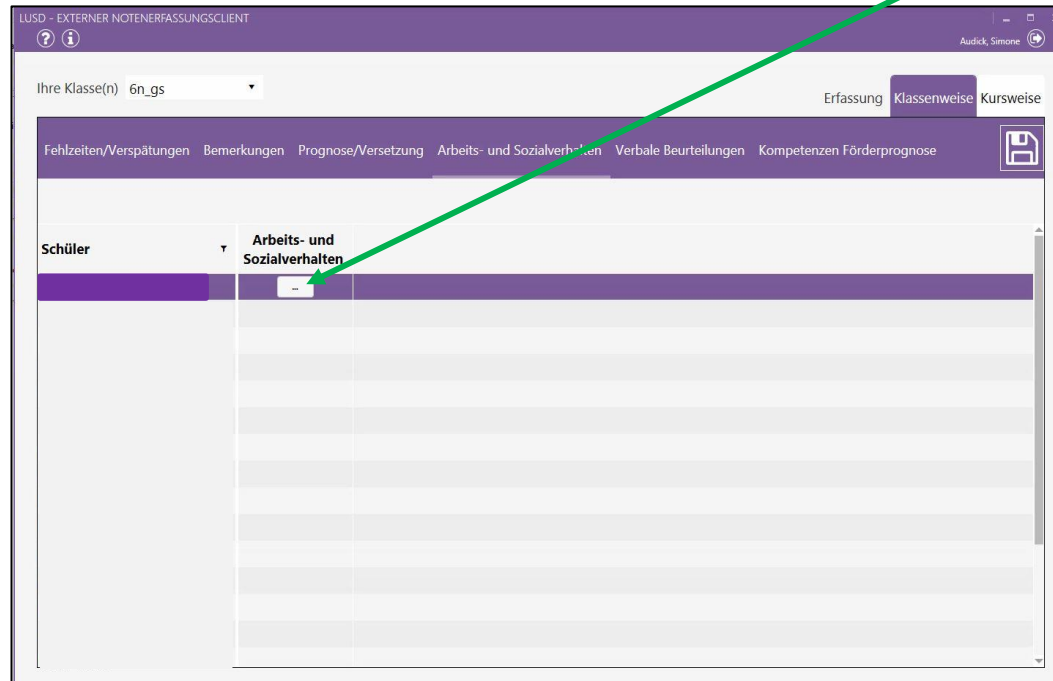 LUSD - EXTERNER NOTENERFASSUNGSCLIENT
Audick, Simone
Ihre Klasse(n) 6n_gs
Erfassung Klassenweise Kursweise
Fehlzeiten/Verspätungen Bemerkungen Prognose/Versetzung Arbeits- und Sozialverhalten Verbale Beurteilungen Kompetenzen Förderprognose
Schüler
Arbeits- und
Sozialverhalten
...